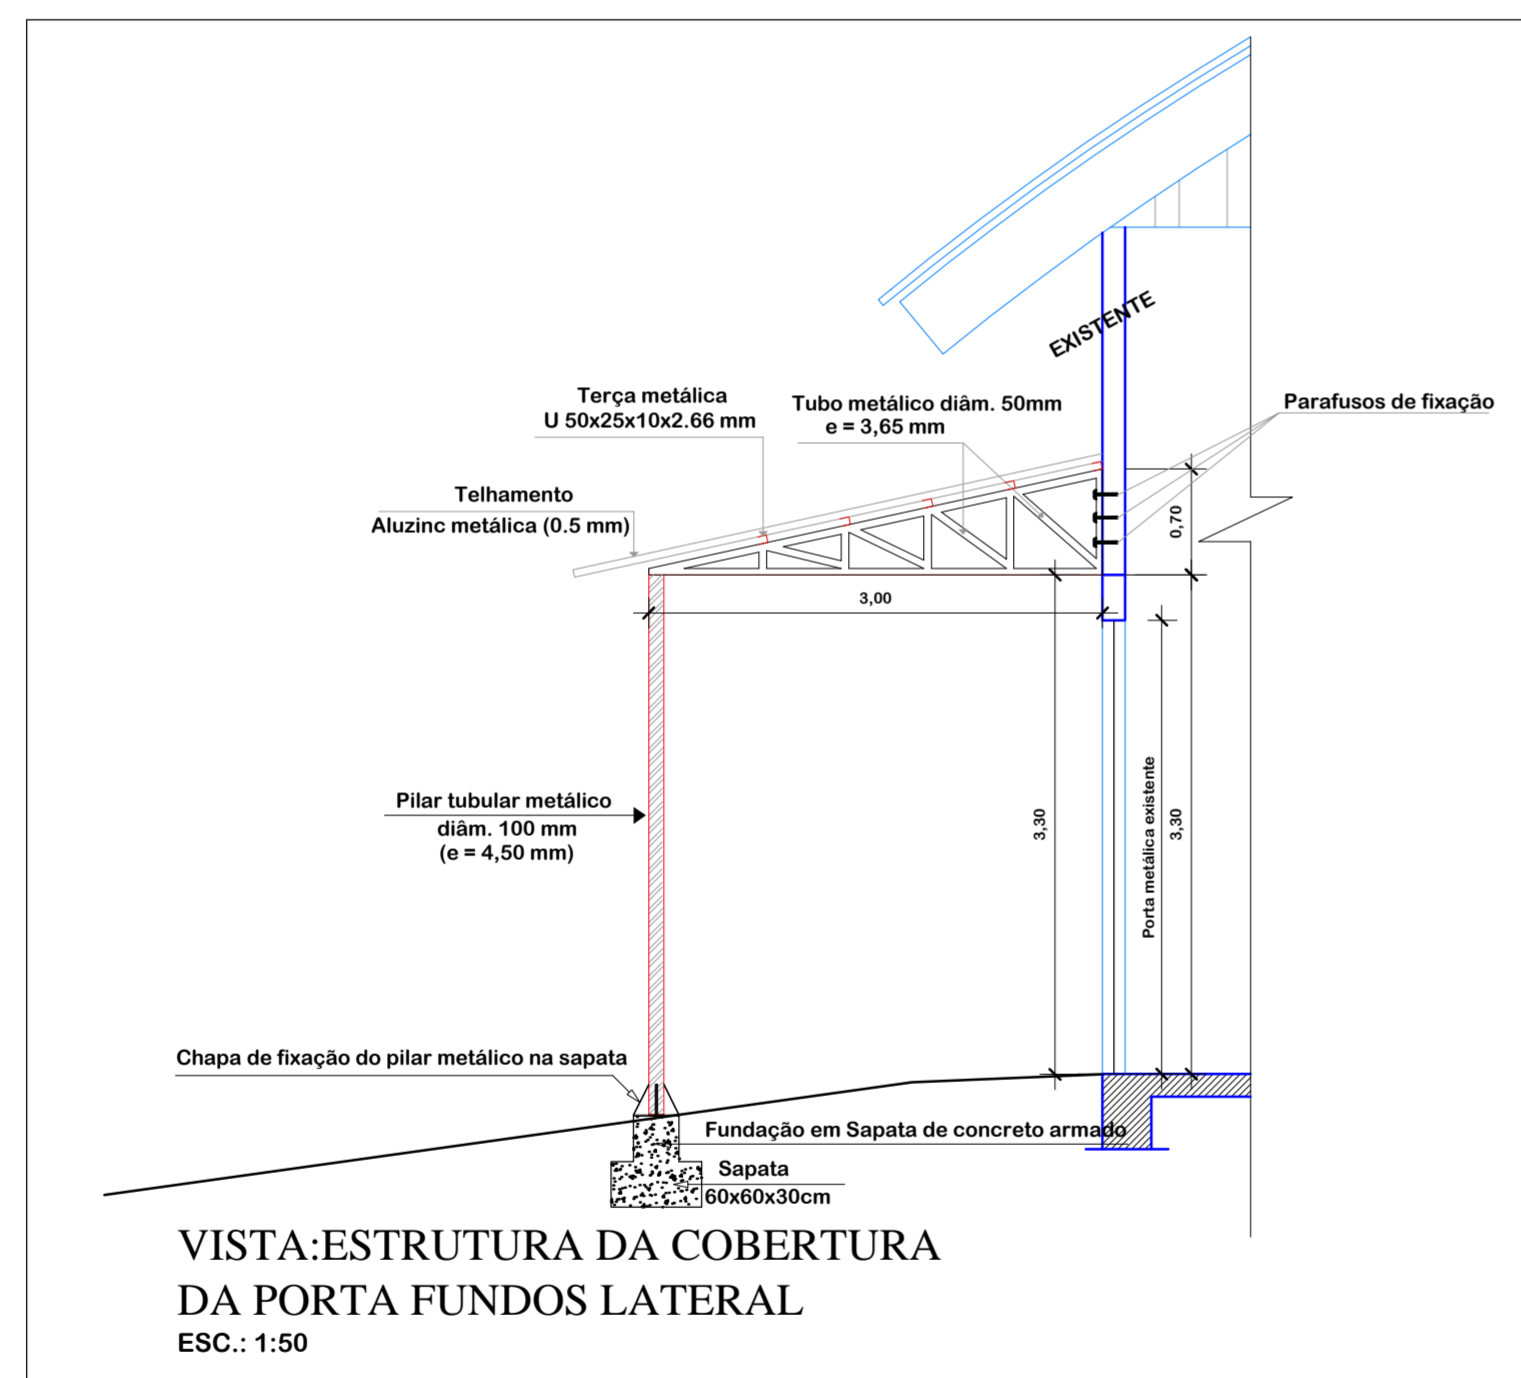 EXISTENTE
Terça metálica
U 50x25x10x2.66 mm
Tubo metálico diâm. 50mm
e = 3,65 mm
Parafusos de fixação
Telhamento
Aluzinc metálica (0.5 mm)
0,70
3,00
Pilar tubular metálico
diâm. 100 mm
(e = 4,50 mm)
3,30
Porta metálica existente
3,30
Chapa de fixação do pilar metálico na sapata
Fundação em Sapata de concreto armado
Sapata
60x60x30cm
VISTA:ESTRUTURA DA COBERTURA
DA PORTA FUNDOS LATERAL
ESC.: 1:50